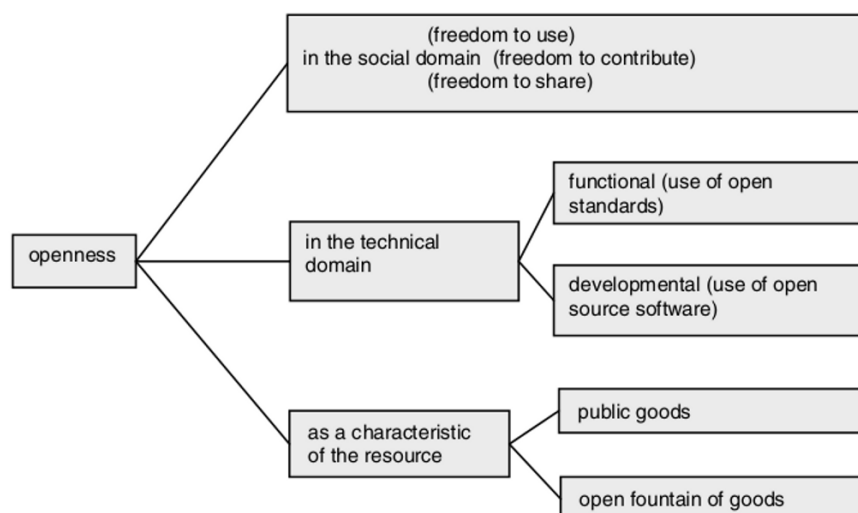 (freedom to use)
in the social domain (freedom to contribute)
(freedom to share)
functional (use of open
standards)
openness
in the technical
domain
developmental (use of open
source software)
as a characteristic
of the resource
public goods
open fountain of goods